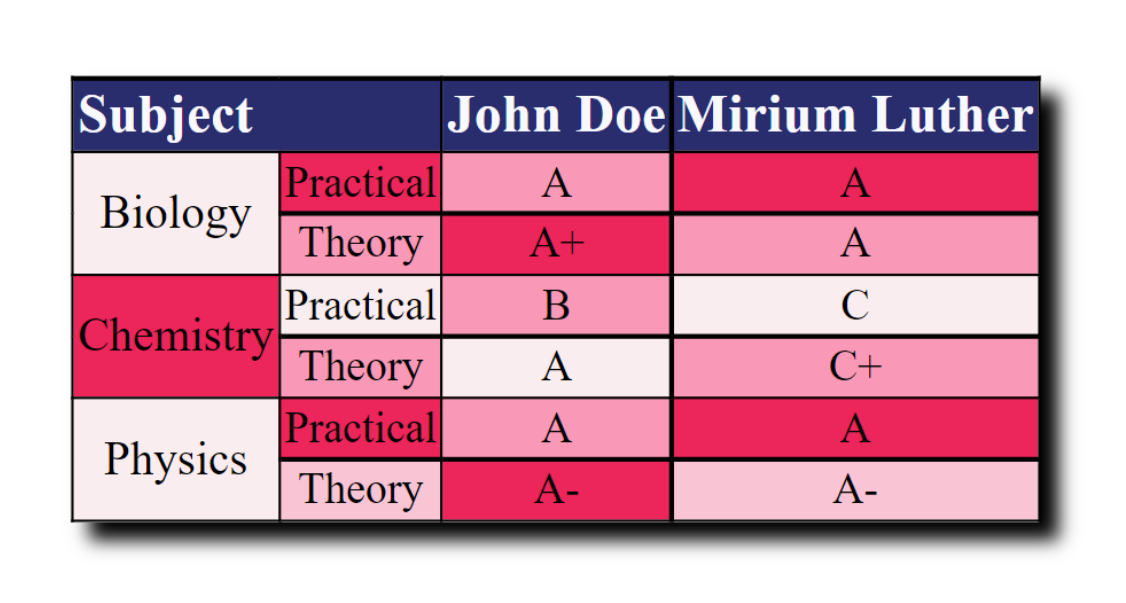 Subject John Doe Mirium Luther
Biology Practical A A
Theory A+ A
Chemistry Practical B C
Theory A C+
Physics Practical A A
Theory A- A-